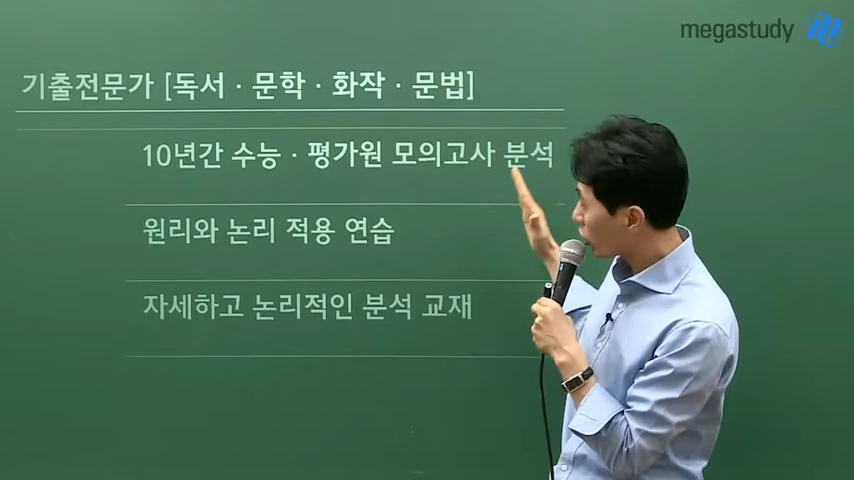 megastudy
기출전문가 [독서 · 문학 · 화작 · 문법]
10년간 수능 · 평가원 모의고사 분석
원리와 논리 적용 연습
자세하고 논리적인 분석 교재